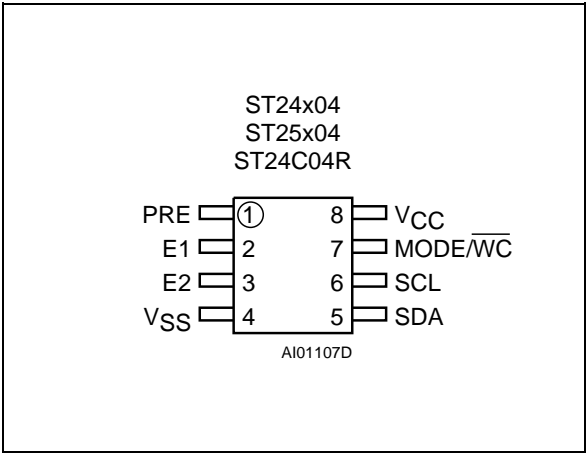 ST24x04
ST25x04
ST24C04R
PRE 1 8 VCC
E1 2 7 MODE/WC
E2 3 6 SCL
VSS 4 5 SDA
AI01107D